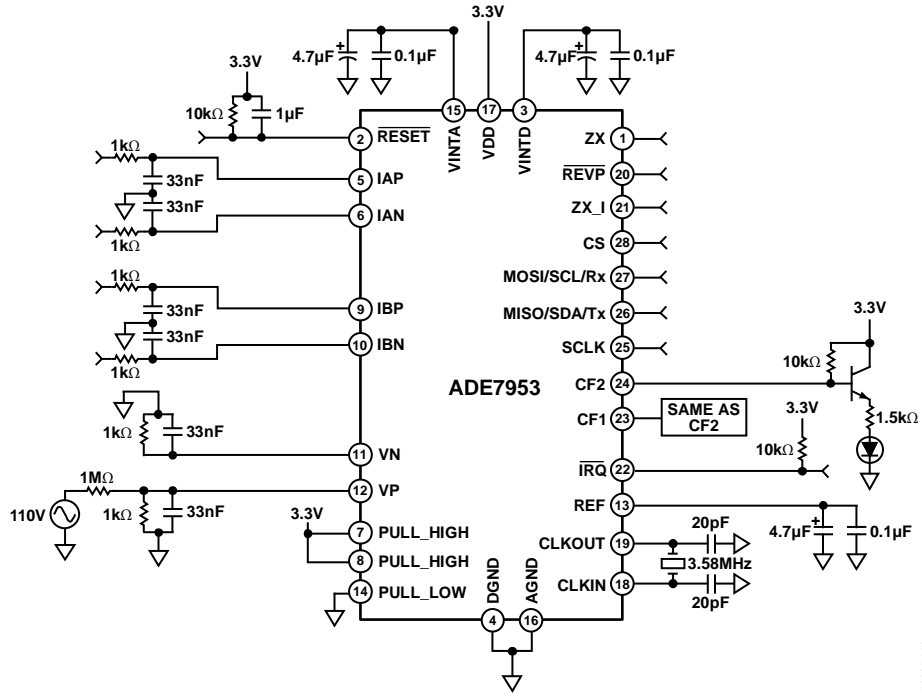 3.3V
4.7µF
0.1µF
4.7µF
0.1µF
3.3V
10kΩ
1µF
15
17
3
VINTA
VDD
VINTD
2
RESET
1kΩ
33nF
33nF
1kΩ
5
IAP
6
IAN
1kΩ
33nF
33nF
1kΩ
9
IBP
10
IBN
1kΩ
33nF
11
VN
1MΩ
110V
1kΩ
33nF
12
VP
3.3V
7
PULL_HIGH
8
PULL_HIGH
14
PULL_LOW
ADE7953
DGND
AGND
4
16
ZX
1
REVP
20
ZX_I
21
CS
28
MOSI/SCL/Rx
27
MISO/SDA/Tx
26
SCLK
25
CF2
24
3.3V
10kΩ
1.5kΩ
CF1
23
SAME AS
CF2
3.3V
10kΩ
IRQ
22
REF
13
4.7µF
0.1µF
CLKOUT
19
20pF
3.58MHz
CLKIN
18
20pF